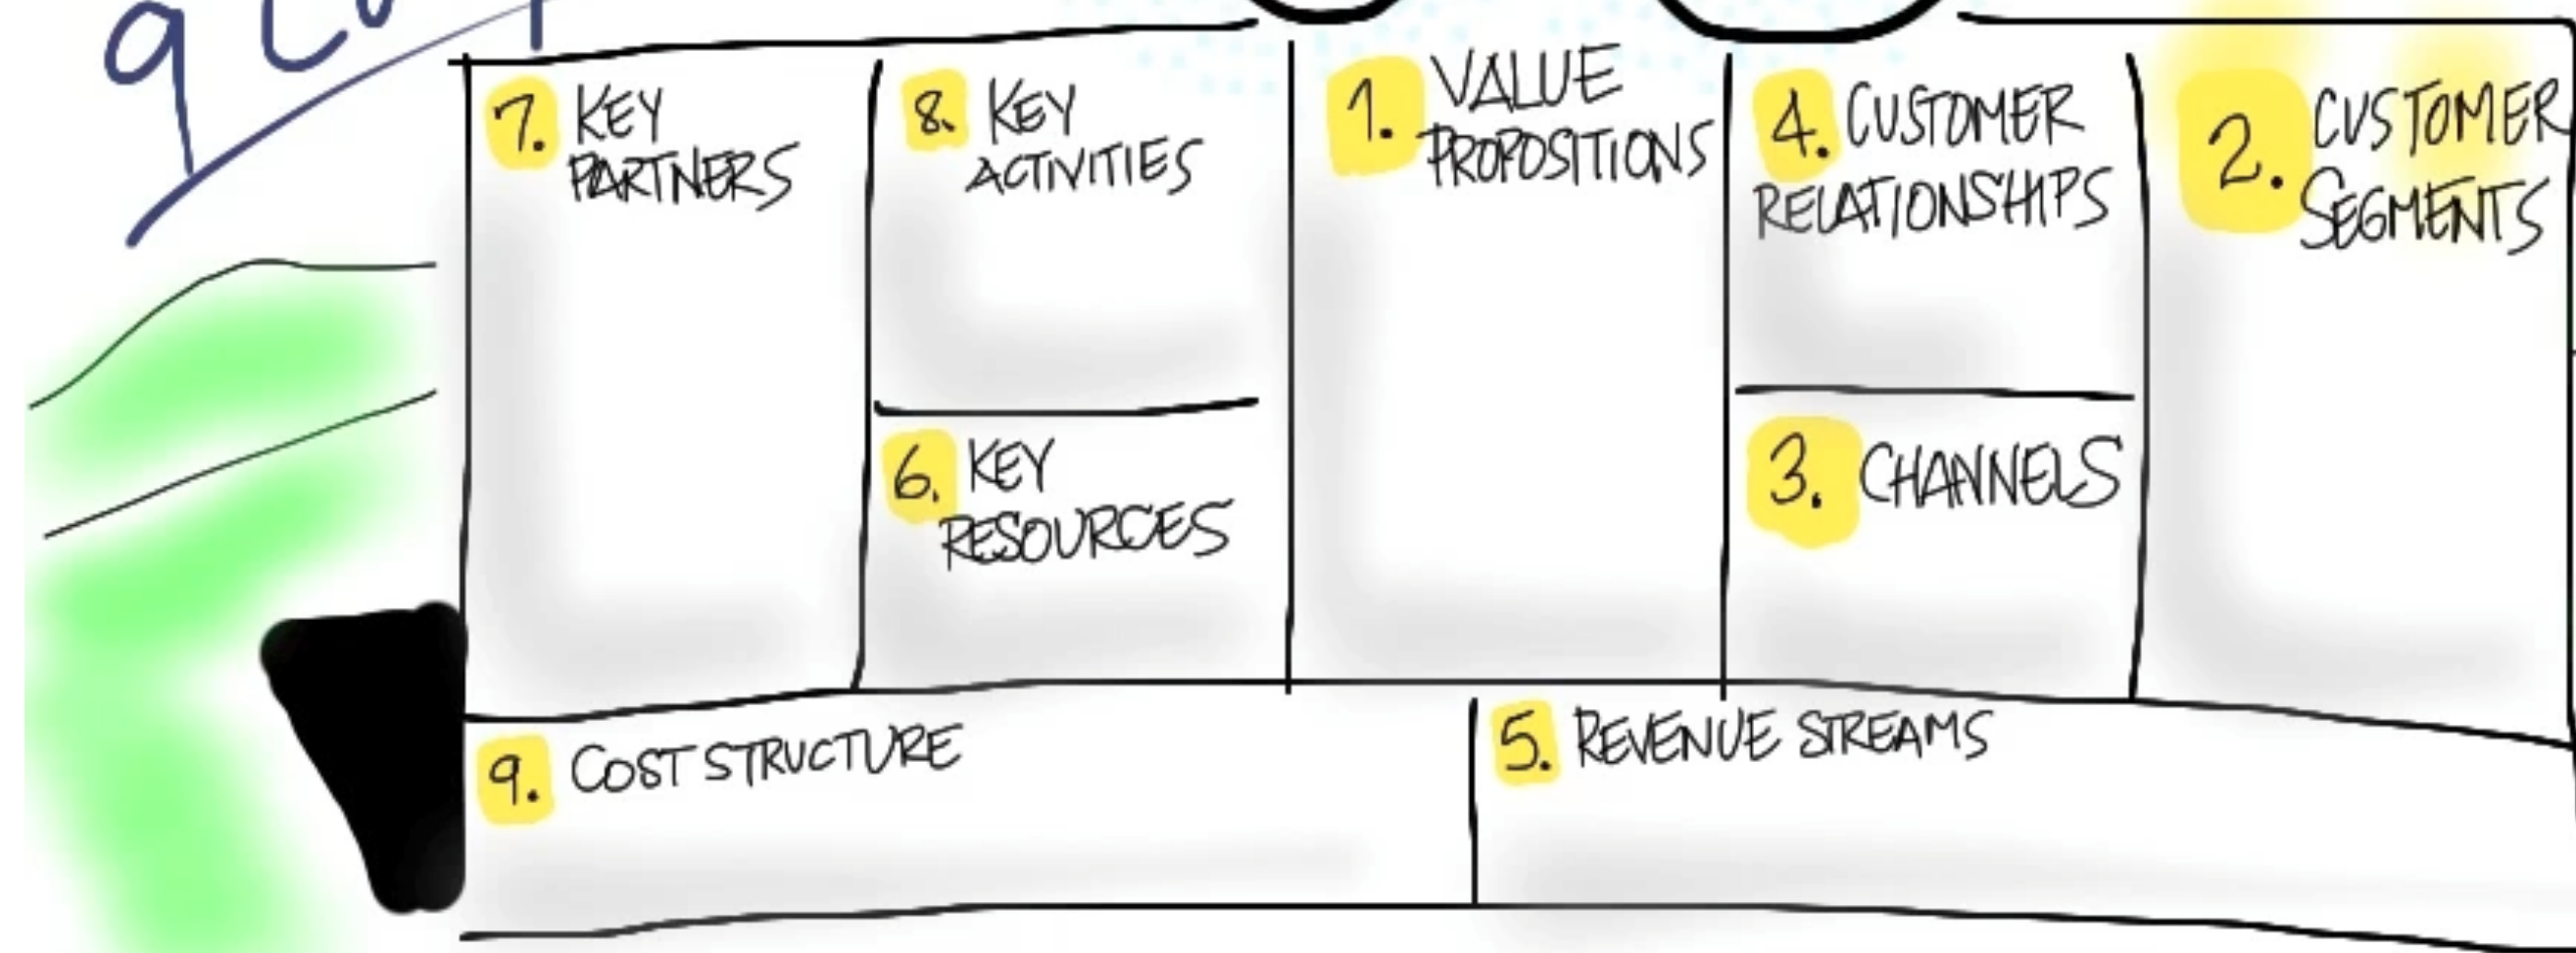 7. KEY
PARTNERS
8. KEY
ACTIVITIES
6. KEY
RESOURCES
1. VALUE
PROPOSITIONS
4. CUSTOMER
RELATIONSHIPS
3. CHANNELS
2. CUSTOMER
SEGMENTS
9. COST STRUCTURE
5. REVENUE STREAMS